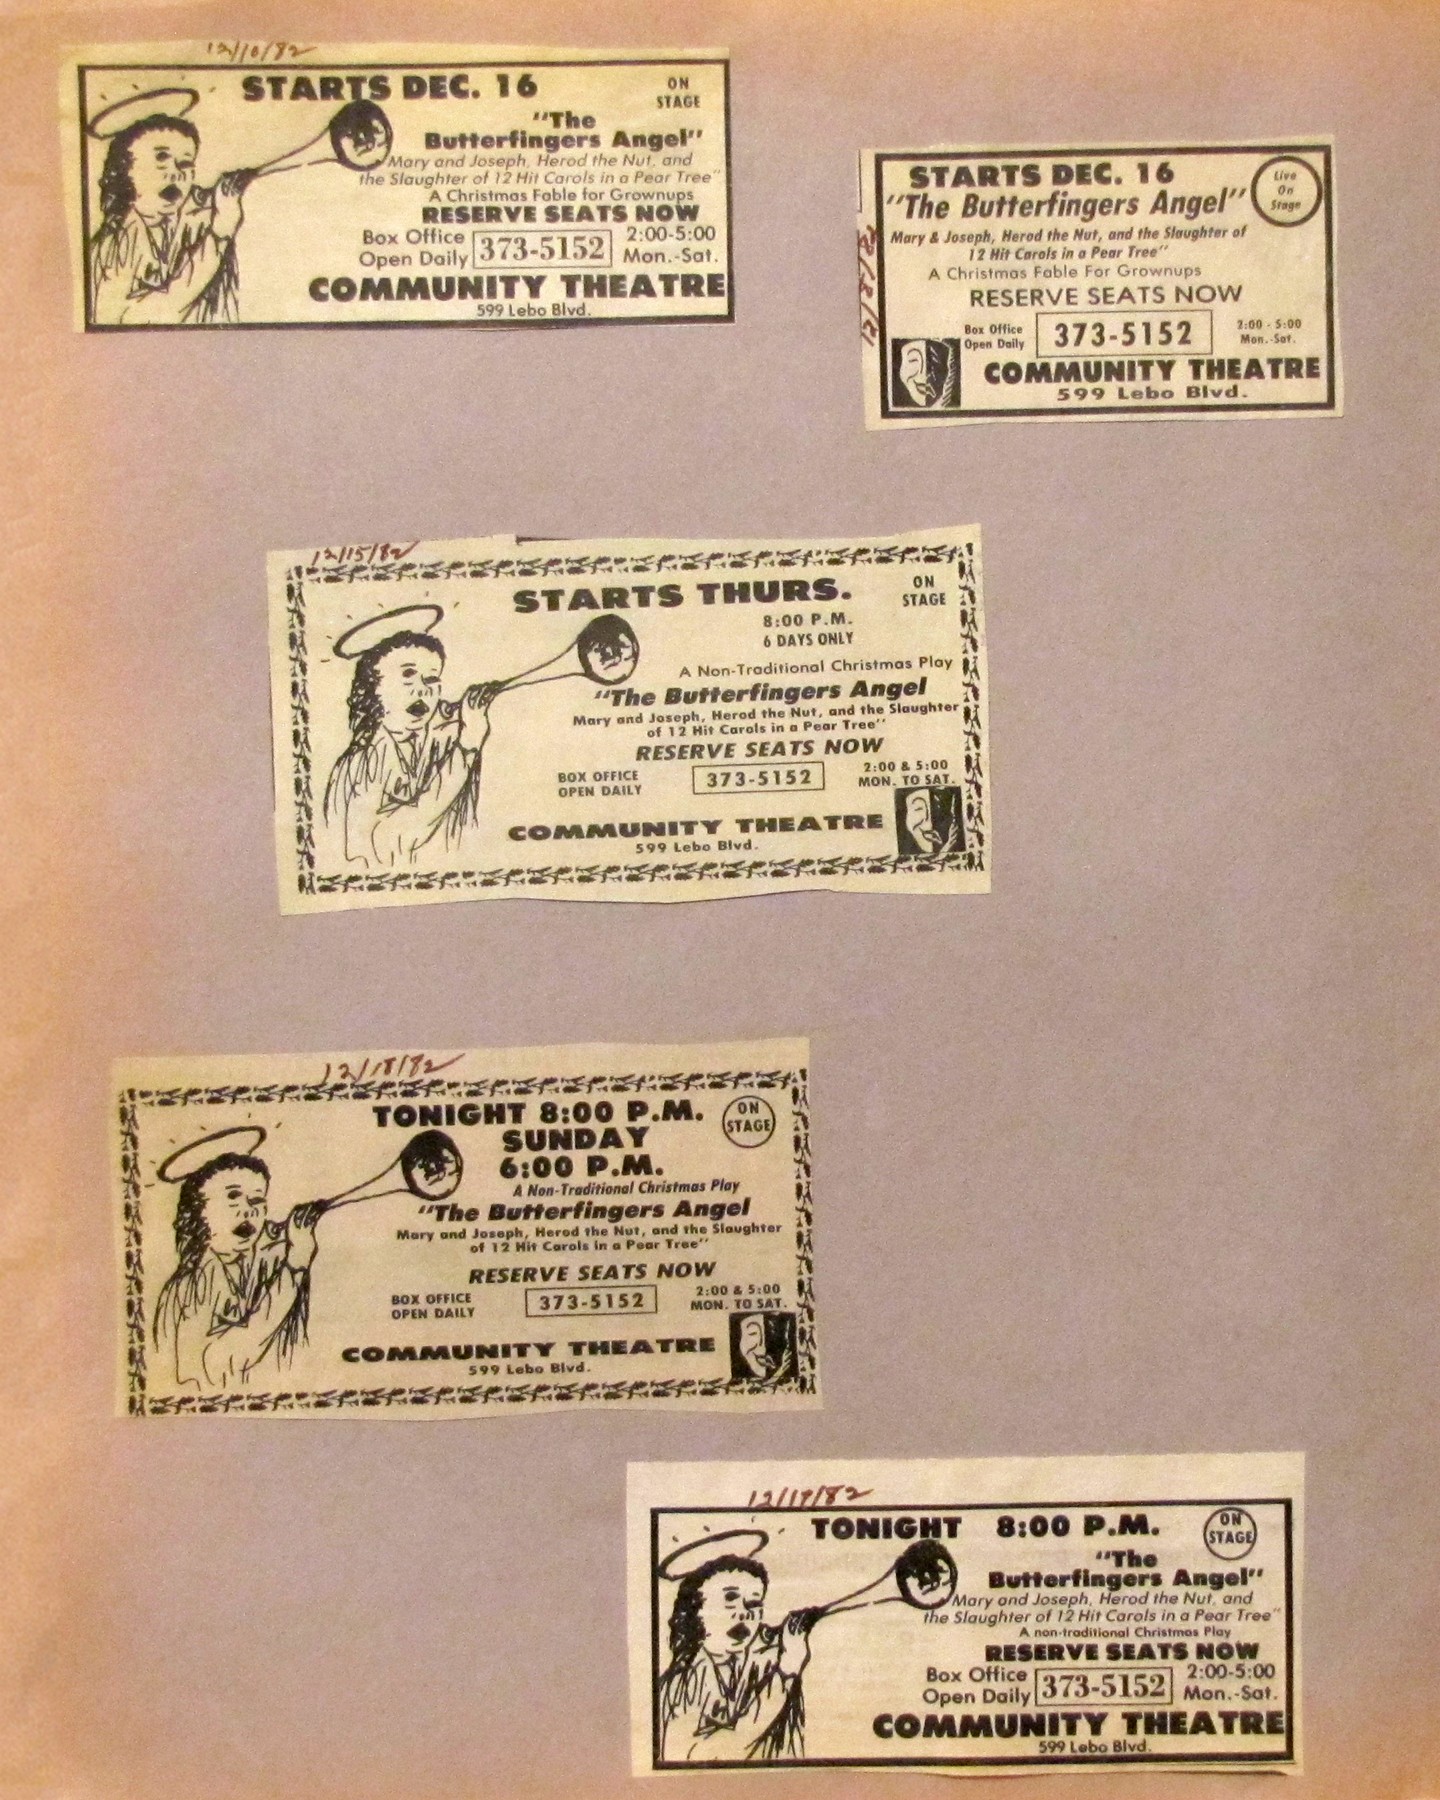 12/10/82
STARTS DEC. 16
ON
STAGE
"The
Butterfingers Angel"
Mary and Joseph, Herod the Nut, and
the Slaughter of 12 Hit Carols in a Pear Tree"
A Christmas Fable for Grownups
RESERVE SEATS NOW
Box Office
Open Daily
373-5152
2:00-5:00
Mon.-Sat.
COMMUNITY THEATRE
599 Lebo Blvd.
12/8/82
STARTS DEC. 16
Live
On
Stage
"The Butterfingers Angel"
Mary & Joseph, Herod the Nut, and the Slaughter of
12 Hit Carols in a Pear Tree"
A Christmas Fable For Grownups
RESERVE SEATS NOW
Box Office
Open Daily
373-5152
2:00 - 5:00
Mon.-Sat.
COMMUNITY THEATRE
599 Lebo Blvd.
12/15/82
STARTS THURS.
ON
STAGE
8:00 P.M.
6 DAYS ONLY
A Non-Traditional Christmas Play
"The Butterfingers Angel
Mary and Joseph, Herod the Nut, and the Slaughter
of 12 Hit Carols in a Pear Tree"
RESERVE SEATS NOW
BOX OFFICE
OPEN DAILY
373-5152
2:00 & 5:00
MON. TO SAT.
COMMUNITY THEATRE
599 Lebo Blvd.
12/18/82
TONIGHT 8:00 P.M.
ON
STAGE
SUNDAY
6:00 P.M.
A Non-Traditional Christmas Play
"The Butterfingers Angel
Mary and Joseph, Herod the Nut, and the Slaughter
of 12 Hit Carols in a Pear Tree"
RESERVE SEATS NOW
BOX OFFICE
OPEN DAILY
373-5152
2:00 & 5:00
MON. TO SAT.
COMMUNITY THEATRE
599 Lebo Blvd.
TONIGHT 8:00 P.M.
ON
STAGE
"The
Butterfingers Angel"
Mary and Joseph, Herod the Nut, and
the Slaughter of 12 Hit Carols in a Pear Tree"
A non-traditional Christmas Play
RESERVE SEATS NOW
Box Office
Open Daily
373-5152
2:00-5:00
Mon.-Sat.
COMMUNITY THEATRE
599 Lebo Blvd.